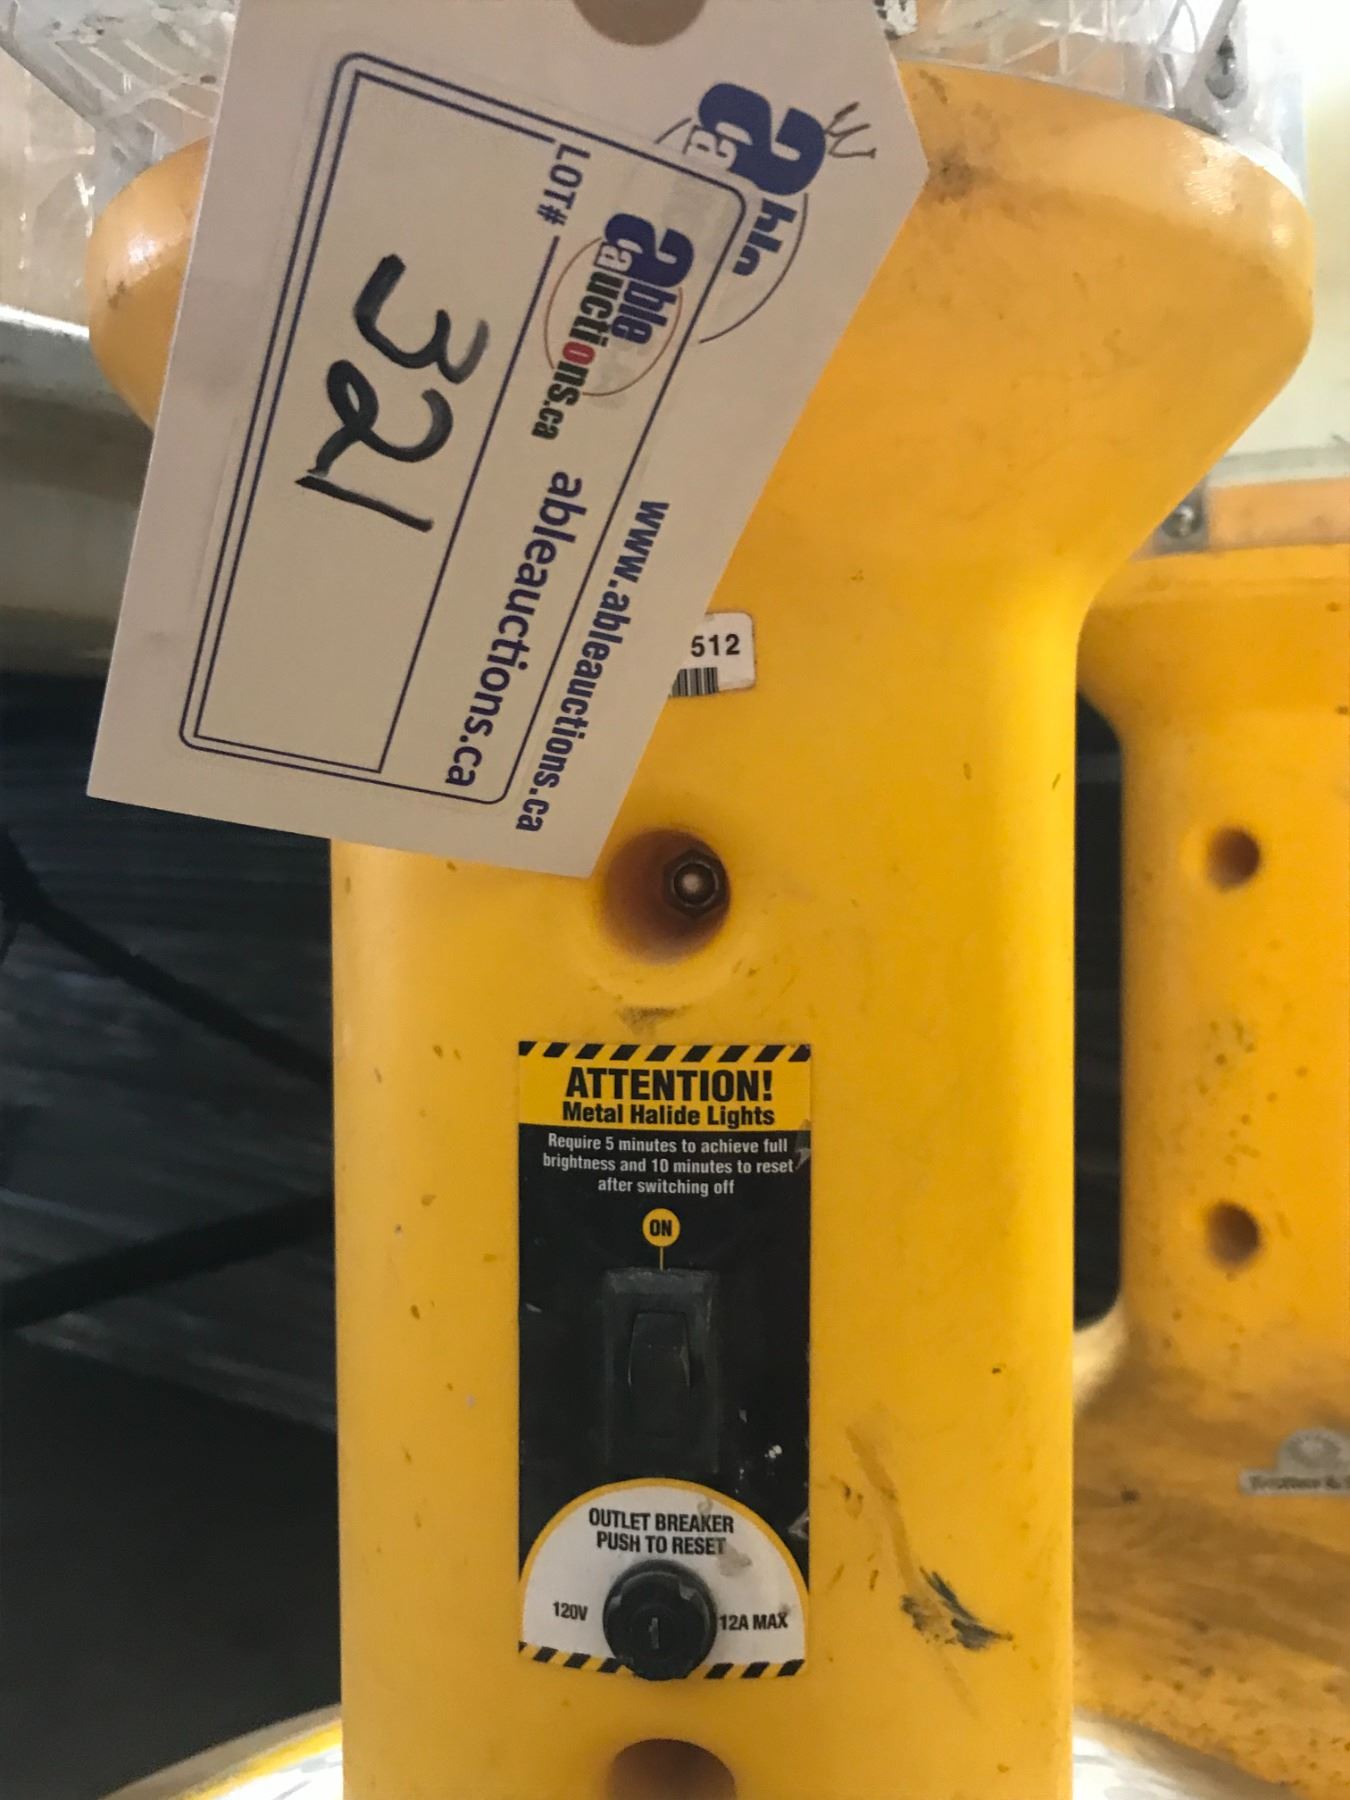 LOT#
321
able
auctions.ca
ableauctions.ca
www.ableauctions.ca
512
ATTENTION!
Metal Halide Lights
Require 5 minutes to achieve full
brightness and 10 minutes to reset
after switching off
ON
OUTLET BREAKER
PUSH TO RESET
120V
12A MAX